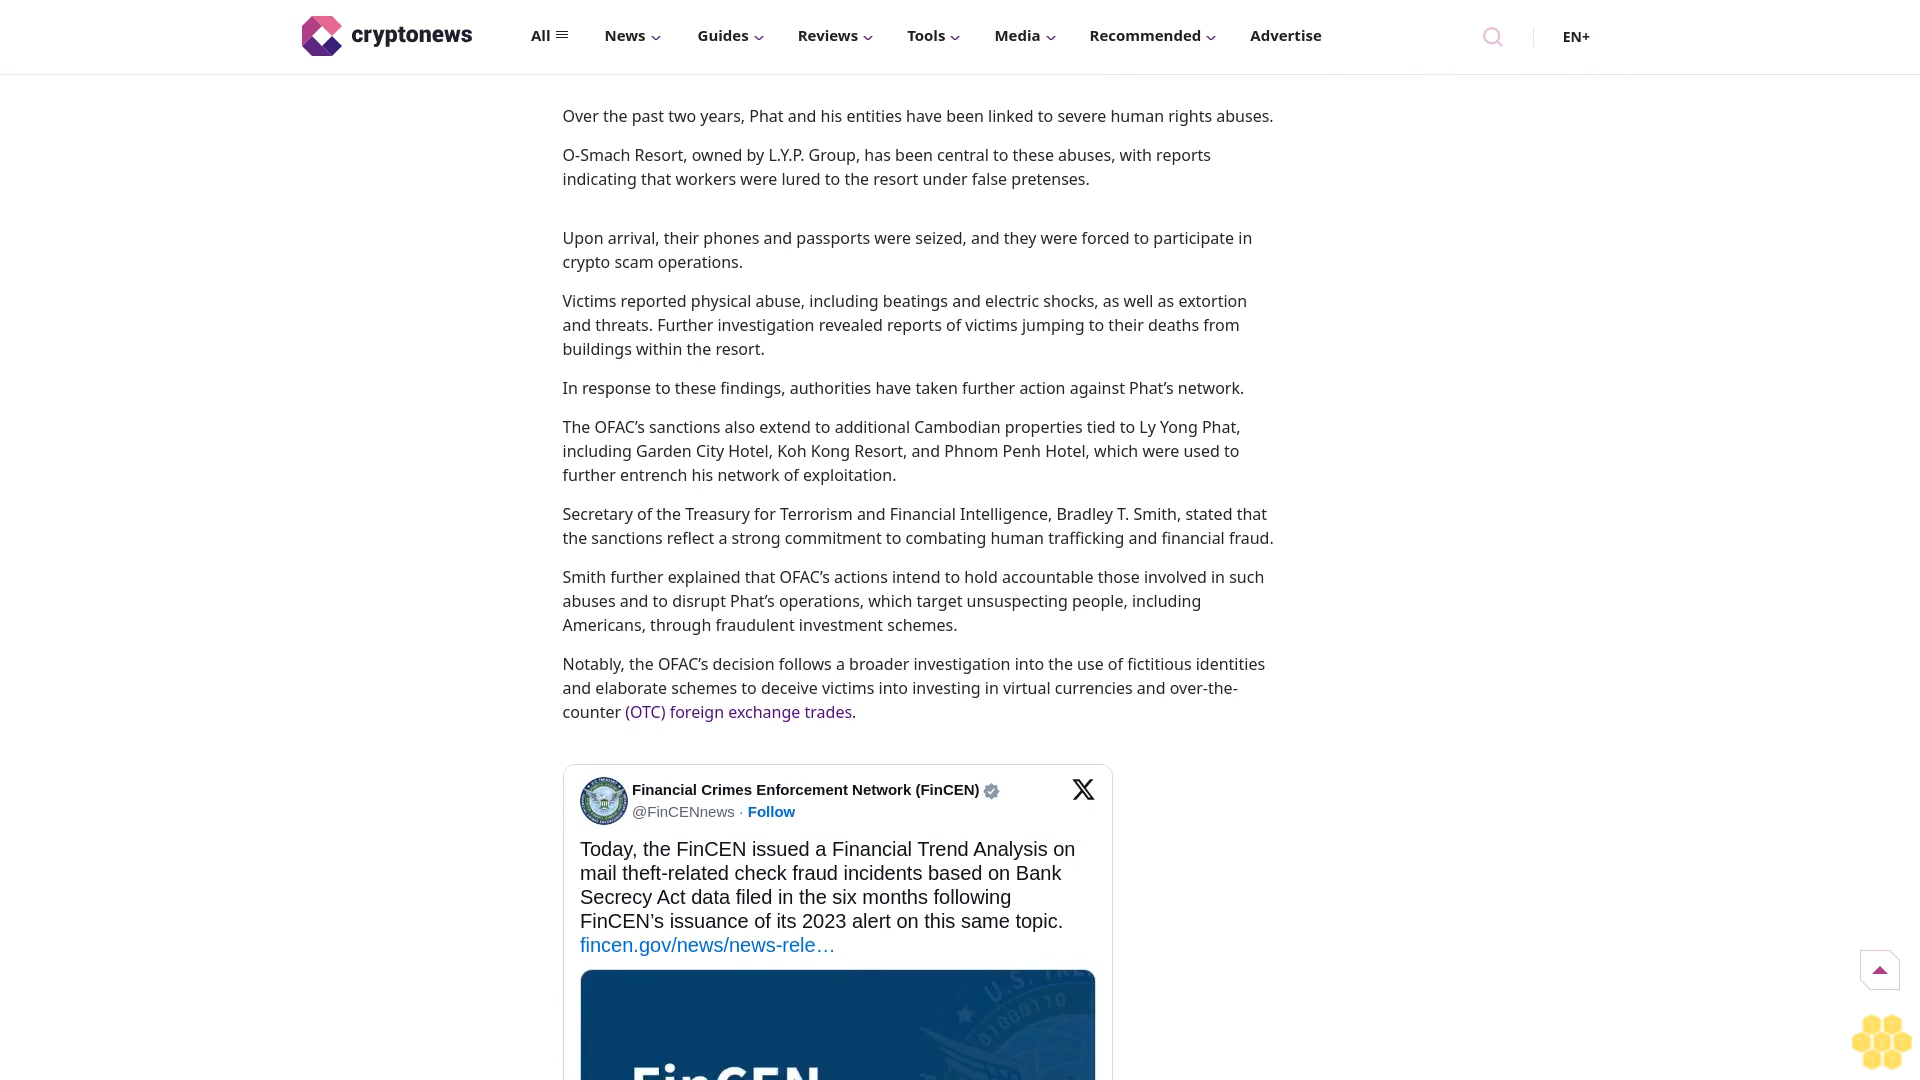 cryptonews
All News Guides Reviews Tools Media Recommended Advertise EN+
Over the past two years, Phat and his entities have been linked to severe human rights abuses.
O-Smach Resort, owned by L.Y.P. Group, has been central to these abuses, with reports
indicating that workers were lured to the resort under false pretenses.
Upon arrival, their phones and passports were seized, and they were forced to participate in
crypto scam operations.
Victims reported physical abuse, including beatings and electric shocks, as well as extortion
and threats. Further investigation revealed reports of victims jumping to their deaths from
buildings within the resort.
In response to these findings, authorities have taken further action against Phat’s network.
The OFAC’s sanctions also extend to additional Cambodian properties tied to Ly Yong Phat,
including Garden City Hotel, Koh Kong Resort, and Phnom Penh Hotel, which were used to
further entrench his network of exploitation.
Secretary of the Treasury for Terrorism and Financial Intelligence, Bradley T. Smith, stated that
the sanctions reflect a strong commitment to combating human trafficking and financial fraud.
Smith further explained that OFAC’s actions intend to hold accountable those involved in such
abuses and to disrupt Phat’s operations, which target unsuspecting people, including
Americans, through fraudulent investment schemes.
Notably, the OFAC’s decision follows a broader investigation into the use of fictitious identities
and elaborate schemes to deceive victims into investing in virtual currencies and over-the-
counter (OTC) foreign exchange trades.
Financial Crimes Enforcement Network (FinCEN)
@FinCENnews · Follow
Today, the FinCEN issued a Financial Trend Analysis on
mail theft-related check fraud incidents based on Bank
Secrecy Act data filed in the six months following
FinCEN’s issuance of its 2023 alert on this same topic.
fincen.gov/news/news-rele…
U.S. TRE
01000110
FinCEN